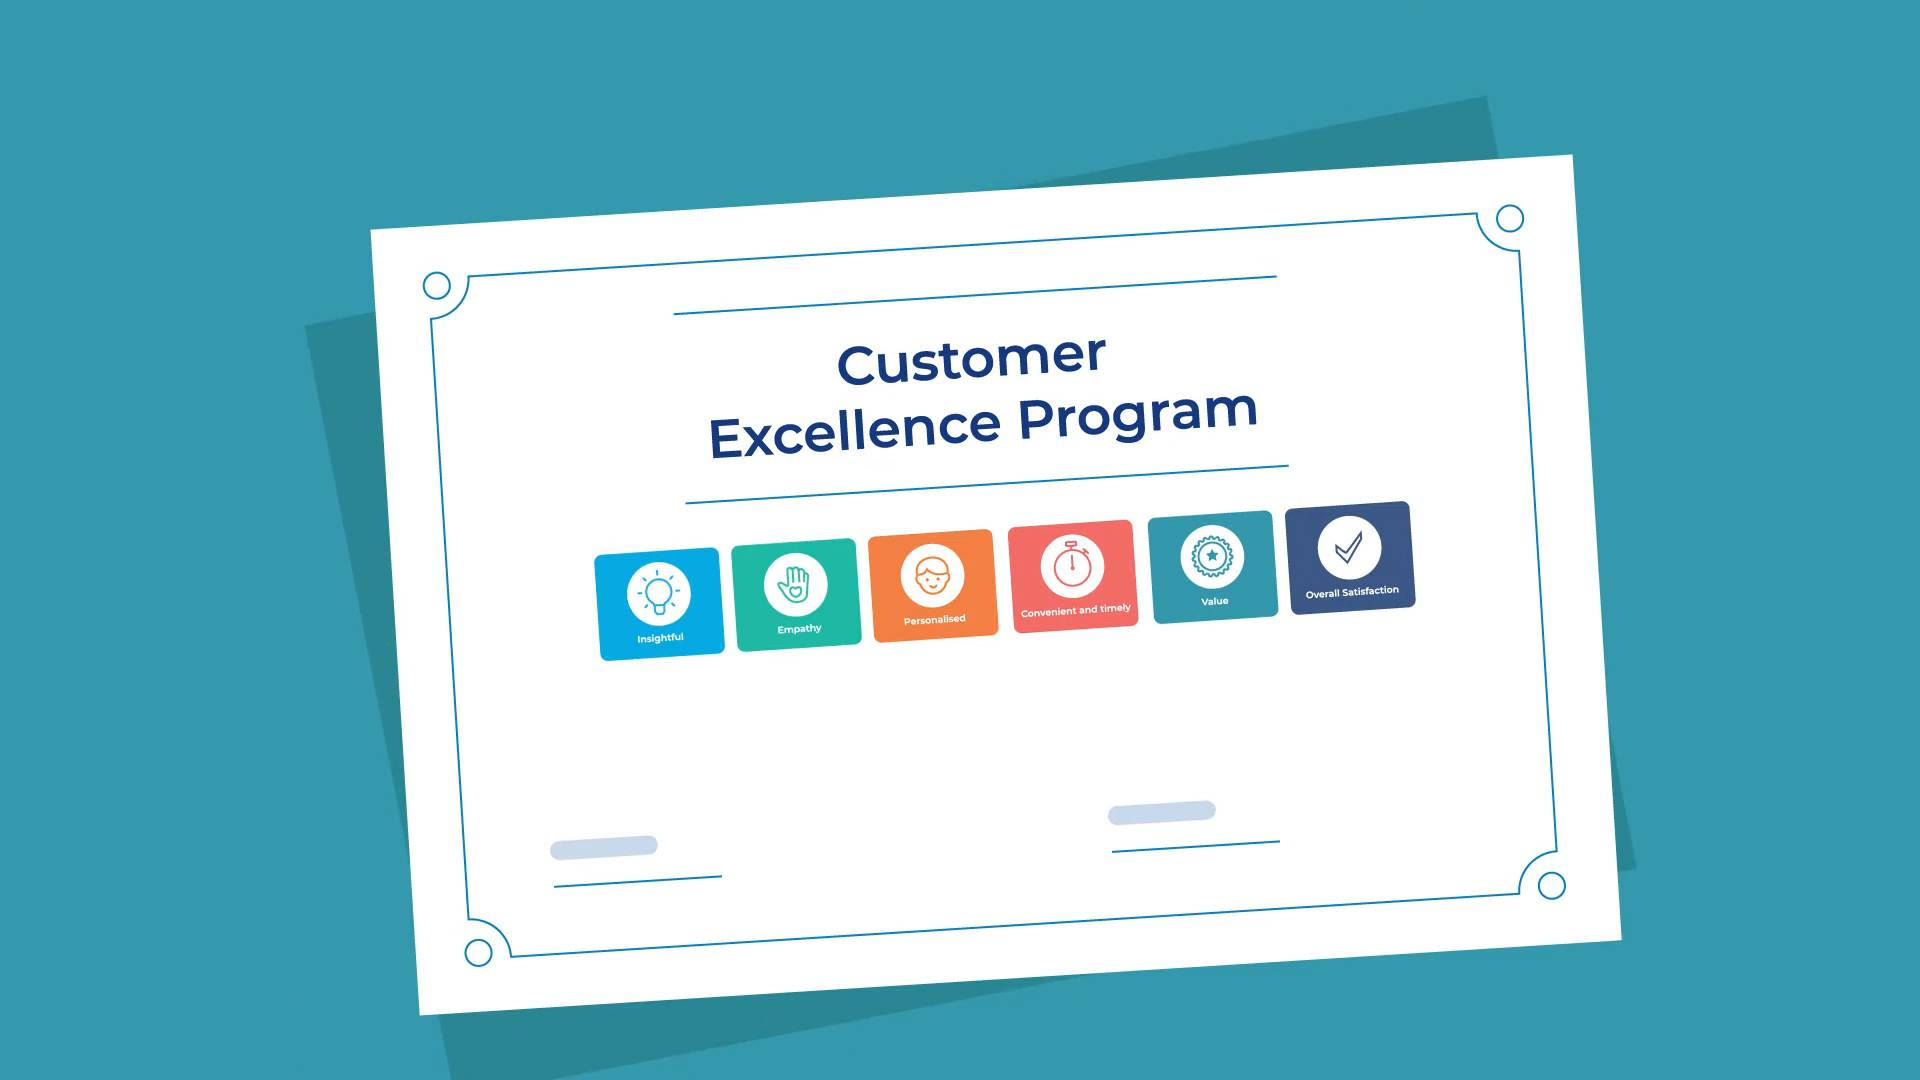 Customer
Excellence Program
Insightful
Empathy
Personalised
Convenient and timely
Value
Overall Satisfaction